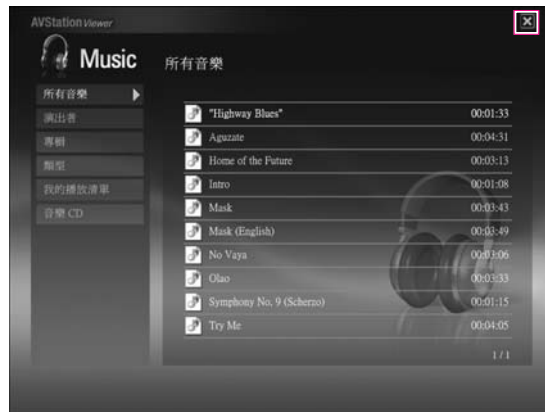 AVStation Viewer
Music
所有音樂
所有音樂
演出者
專輯
類型
我的播放清單
音樂 CD
"Highway Blues" 00:01:33
Aguzate 00:04:31
Home of the Future 00:03:13
Intro 00:01:08
Mask 00:03:43
Mask (English) 00:03:49
No Vaya 00:03:06
Olao 00:03:33
Symphony No. 9 (Scherzo) 00:01:15
Try Me 00:04:05
1 / 1